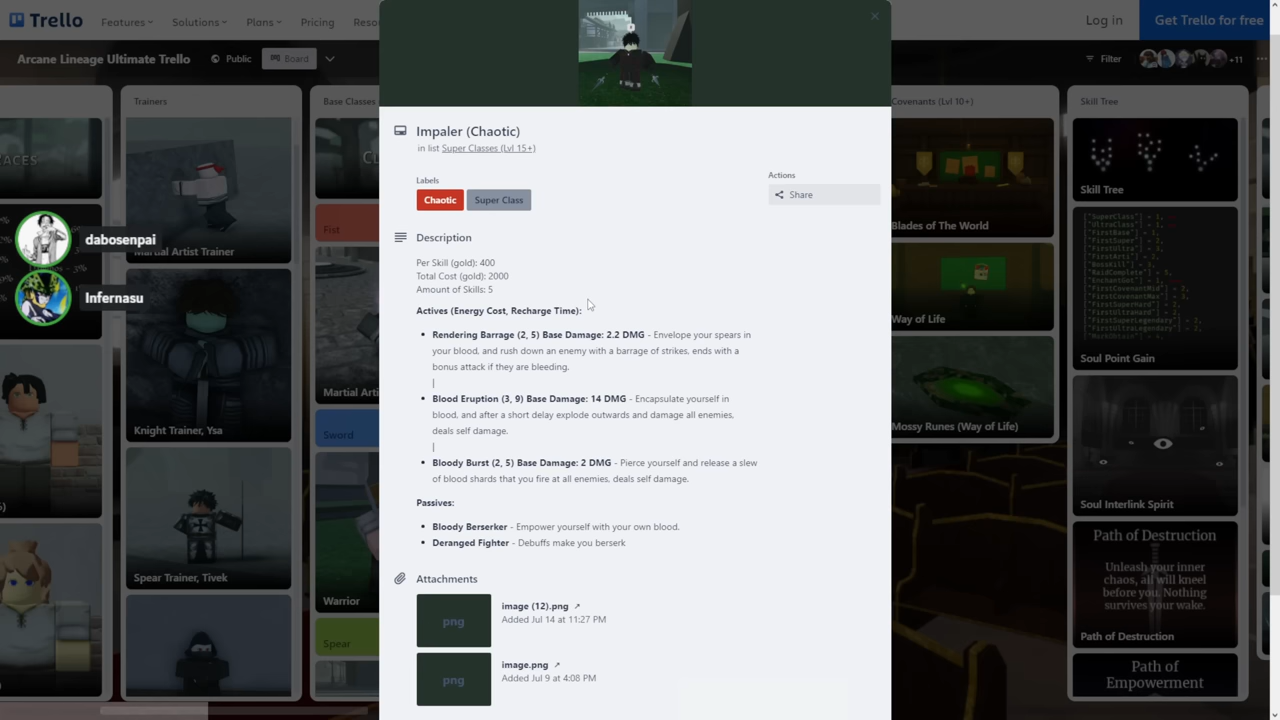 Trello
Features
Solutions
Plans
Pricing
Log in
Get Trello for free
Arcane Lineage Ultimate Trello
Public
Board
Filter
+11
Trainers
Base Classes
Martial Artist Trainer
Knight Trainer, Ysa
Spear Trainer, Tivek
Fist
Martial
Sword
Warrior
Spear
dabosenpai
Infernasu
Impaler (Chaotic)
in list Super Classes (Lvl 15+)
Labels
Chaotic
Super Class
Actions
Share
Description
Per Skill (gold): 400
Total Cost (gold): 2000
Amount of Skills: 5
Actives (Energy Cost, Recharge Time):
Rendering Barrage (2, 5) Base Damage: 2.2 DMG - Envelope your spears in
your blood, and rush down an enemy with a barrage of strikes, ends with a
bonus attack if they are bleeding.
|
Blood Eruption (3, 9) Base Damage: 14 DMG - Encapsulate yourself in
blood, and after a short delay explode outwards and damage all enemies,
deals self damage.
|
Bloody Burst (2, 5) Base Damage: 2 DMG - Pierce yourself and release a slew
of blood shards that you fire at all enemies, deals self damage.
Passives:
Bloody Berserker - Empower yourself with your own blood.
Deranged Fighter - Debuffs make you berserk
Attachments
png
image (12).png ↗
Added Jul 14 at 11:27 PM
png
image.png ↗
Added Jul 9 at 4:08 PM
Covenants (Lvl 10+)
Blades of The World
Way of Life
Mossy Runes (Way of Life)
Skill Tree
Skill Tree
Soul Point Gain
Soul Interlink Spirit
Path of Destruction
Unleash your inner
chaos, all will kneel
before you. Nothing
survives your wake.
Path of Destruction
Path of
Empowerment